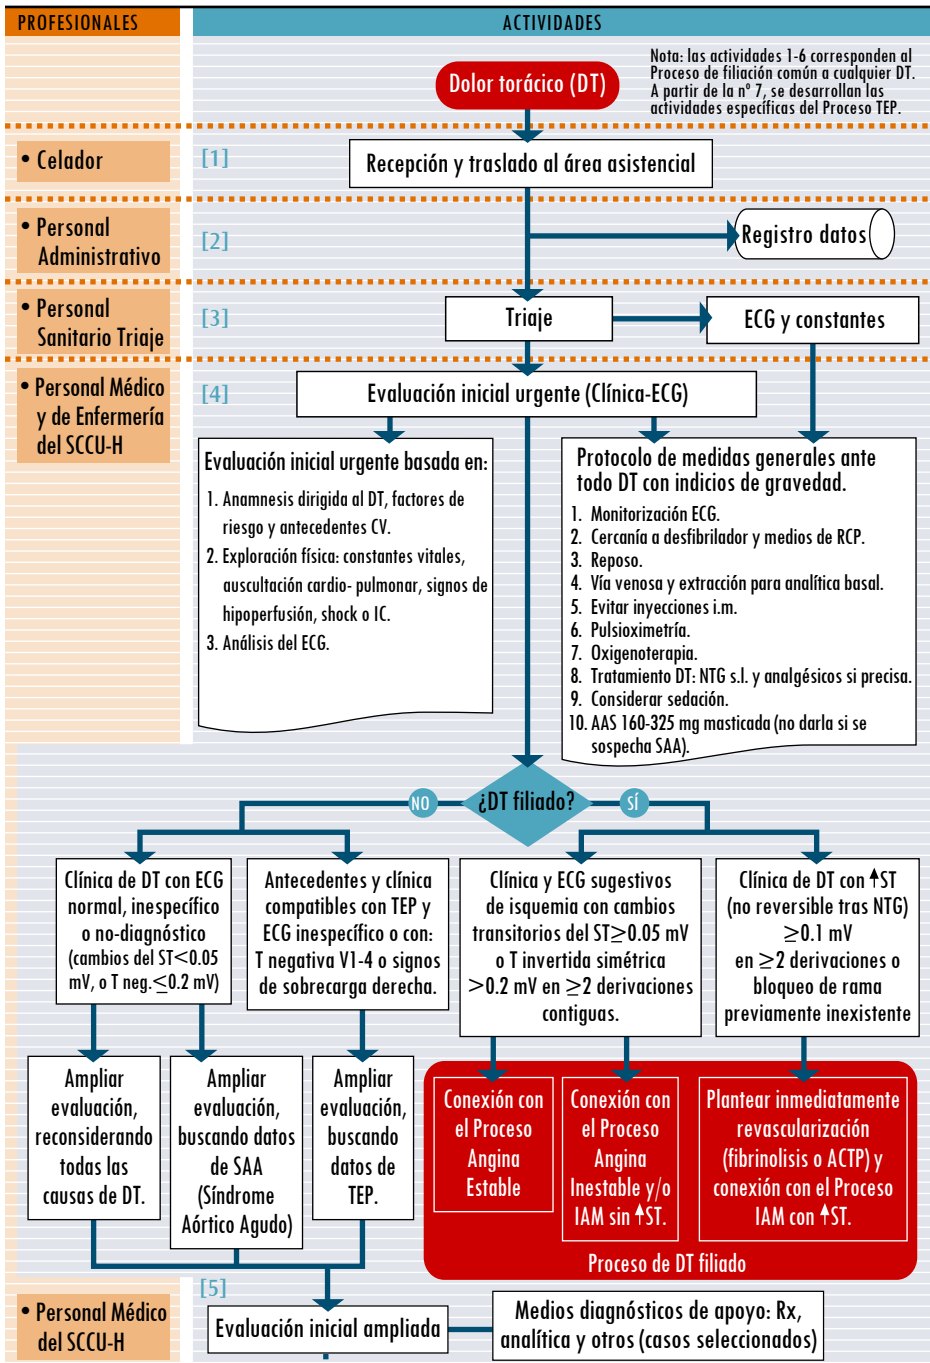 PROFESIONALES
ACTIVIDADES
Nota: las actividades 1-6 corresponden al
Proceso de filiación común a cualquier DT.
A partir de la nº 7, se desarrollan las
actividades específicas del Proceso TEP.
Dolor torácico (DT)
• Celador
[1]
Recepción y traslado al área asistencial
• Personal
Administrativo
[2]
Registro datos
• Personal
Sanitario Triaje
[3]
Triaje
ECG y constantes
• Personal Médico
y de Enfermería
del SCCU-H
[4]
Evaluación inicial urgente (Clínica-ECG)
Evaluación inicial urgente basada en:
1. Anamnesis dirigida al DT, factores de
riesgo y antecedentes CV.
2. Exploración física: constantes vitales,
auscultación cardio- pulmonar, signos de
hipoperfusión, shock o IC.
3. Análisis del ECG.
Protocolo de medidas generales ante
todo DT con indicios de gravedad.
1. Monitorización ECG.
2. Cercanía a desfibrilador y medios de RCP.
3. Reposo.
4. Vía venosa y extracción para analítica basal.
5. Evitar inyecciones i.m.
6. Pulsioximetría.
7. Oxigenoterapia.
8. Tratamiento DT: NTG s.l. y analgésicos si precisa.
9. Considerar sedación.
10. AAS 160-325 mg masticada (no darla si se
sospecha SAA).
NO
¿DT filiado?
SÍ
Clínica de DT con ECG
normal, inespecífico
o no-diagnóstico
(cambios del ST<0.05
mV, o T neg.≤0.2 mV)
Antecedentes y clínica
compatibles con TEP y
ECG inespecífico o con:
T negativa V1-4 o signos
de sobrecarga derecha.
Clínica y ECG sugestivos
de isquemia con cambios
transitorios del ST≥0.05 mV
o T invertida simétrica
>0.2 mV en ≥2 derivaciones
contiguas.
Clínica de DT con ↑ST
(no reversible tras NTG)
≥0.1 mV
en ≥2 derivaciones o
bloqueo de rama
previamente inexistente
Ampliar
evaluación,
reconsiderando
todas las
causas de DT.
Ampliar
evaluación,
buscando datos
de SAA
(Síndrome
Aórtico Agudo)
Ampliar
evaluación,
buscando
datos de
TEP.
Conexión con
el Proceso
Angina
Estable
Conexión con
el Proceso
Angina
Inestable y/o
IAM sin ↑ST.
Plantear inmediatamente
revascularización
(fibrinolisis o ACTP) y
conexión con el Proceso
IAM con ↑ST.
Proceso de DT filiado
• Personal Médico
del SCCU-H
[5]
Evaluación inicial ampliada
Medios diagnósticos de apoyo: Rx,
analítica y otros (casos seleccionados)